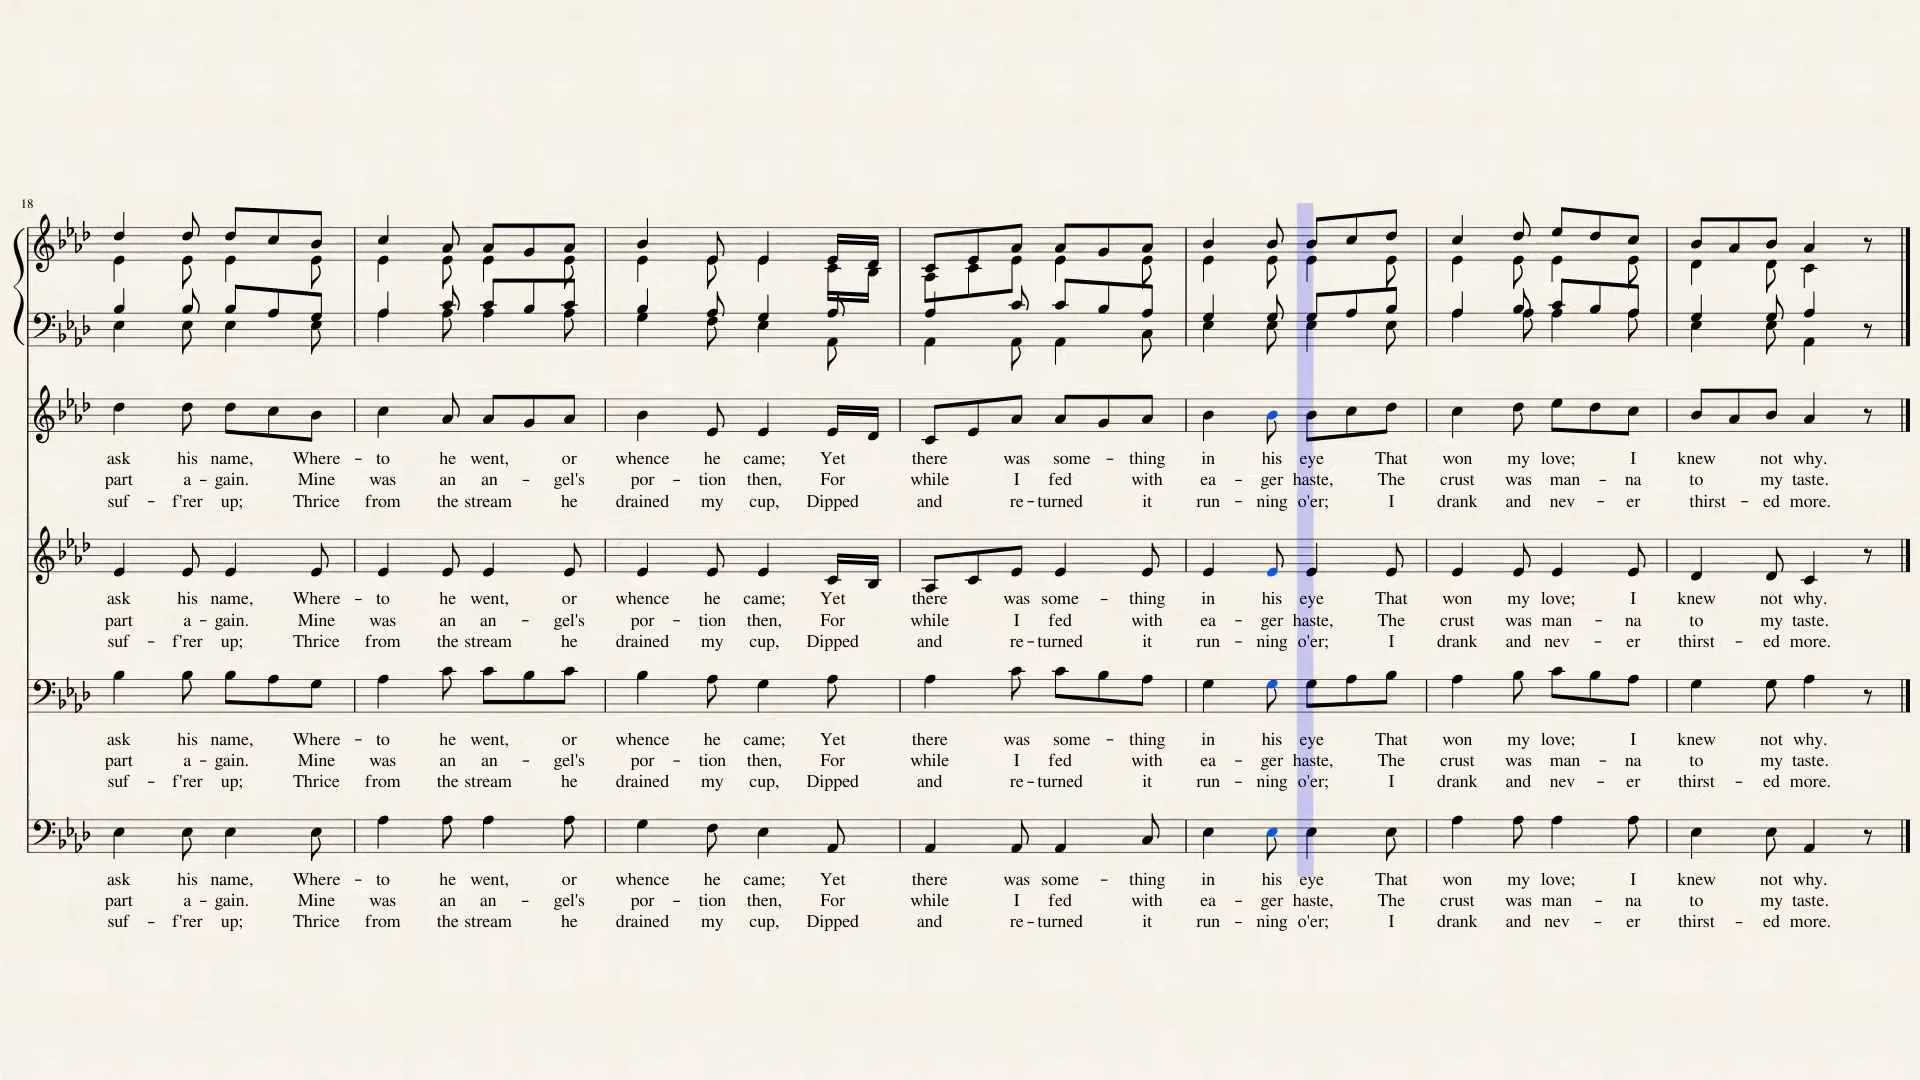 18
ask his name, Where – to he went, or whence he came; Yet there was some – thing in his eye That won my love; I knew not why.
part a – gain. Mine was an an – gel's por – tion then, For while I fed with ea – ger haste, The crust was man – na to my taste.
suf – f'rer up; Thrice from the stream he drained my cup, Dipped and re – turned it run – ning o'er; I drank and nev – er thirst – ed more.
ask his name, Where – to he went, or whence he came; Yet there was some – thing in his eye That won my love; I knew not why.
part a – gain. Mine was an an – gel's por – tion then, For while I fed with ea – ger haste, The crust was man – na to my taste.
suf – f'rer up; Thrice from the stream he drained my cup, Dipped and re – turned it run – ning o'er; I drank and nev – er thirst – ed more.
ask his name, Where – to he went, or whence he came; Yet there was some – thing in his eye That won my love; I knew not why.
part a – gain. Mine was an an – gel's por – tion then, For while I fed with ea – ger haste, The crust was man – na to my taste.
suf – f'rer up; Thrice from the stream he drained my cup, Dipped and re – turned it run – ning o'er; I drank and nev – er thirst – ed more.
ask his name, Where – to he went, or whence he came; Yet there was some – thing in his eye That won my love; I knew not why.
part a – gain. Mine was an an – gel's por – tion then, For while I fed with ea – ger haste, The crust was man – na to my taste.
suf – f'rer up; Thrice from the stream he drained my cup, Dipped and re – turned it run – ning o'er; I drank and nev – er thirst – ed more.